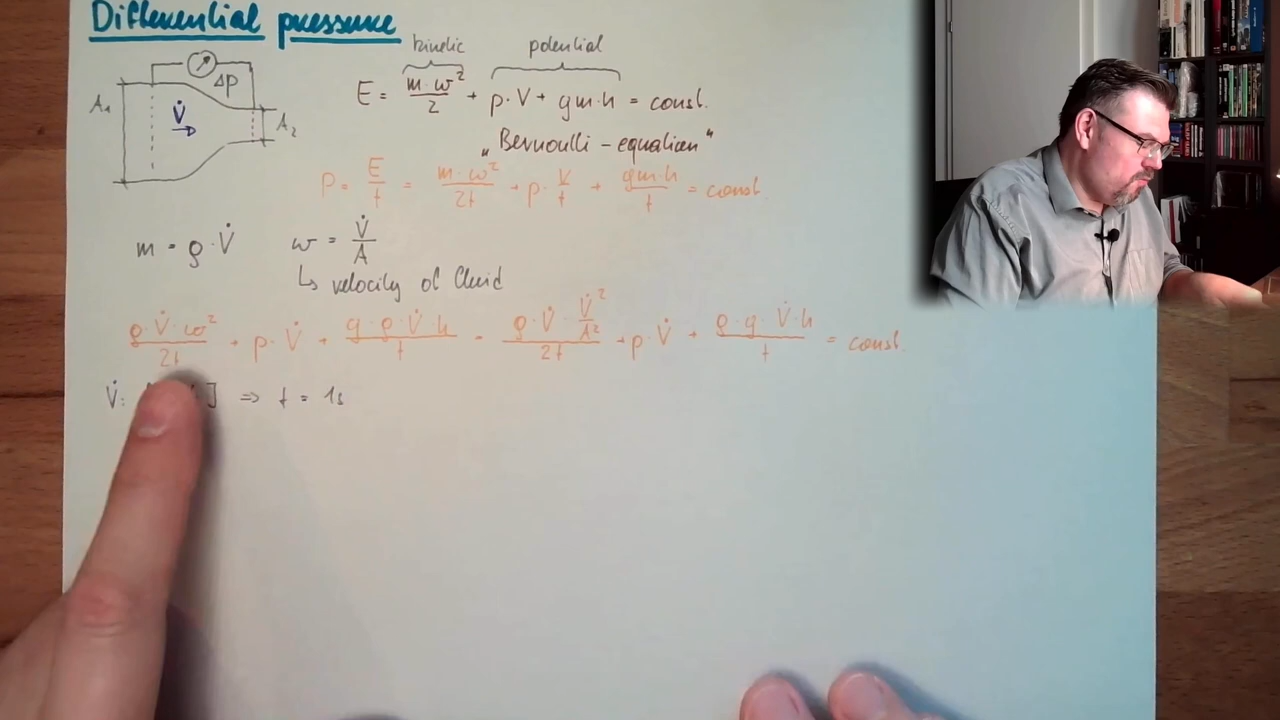 Differential pressure
kinetic potential
Δp
A₁ V̇ A₂
E = m·w²/2 + p·V + g m·h = const.
"Bernoulli - equation"
P = E/t = m·w²/2t + p·V/t + g m·h/t = const
m = ρ·V̇ w = V̇/A
↳ velocity of fluid
ρ·V̇·w²/2t + p·V̇ + g·ρ·V̇·h/t = ρ·V̇·V̇²/A²/2t + p·V̇ + ρ·g·V̇·h/t = const.
V̇: [ ] ⇒ t = 1s